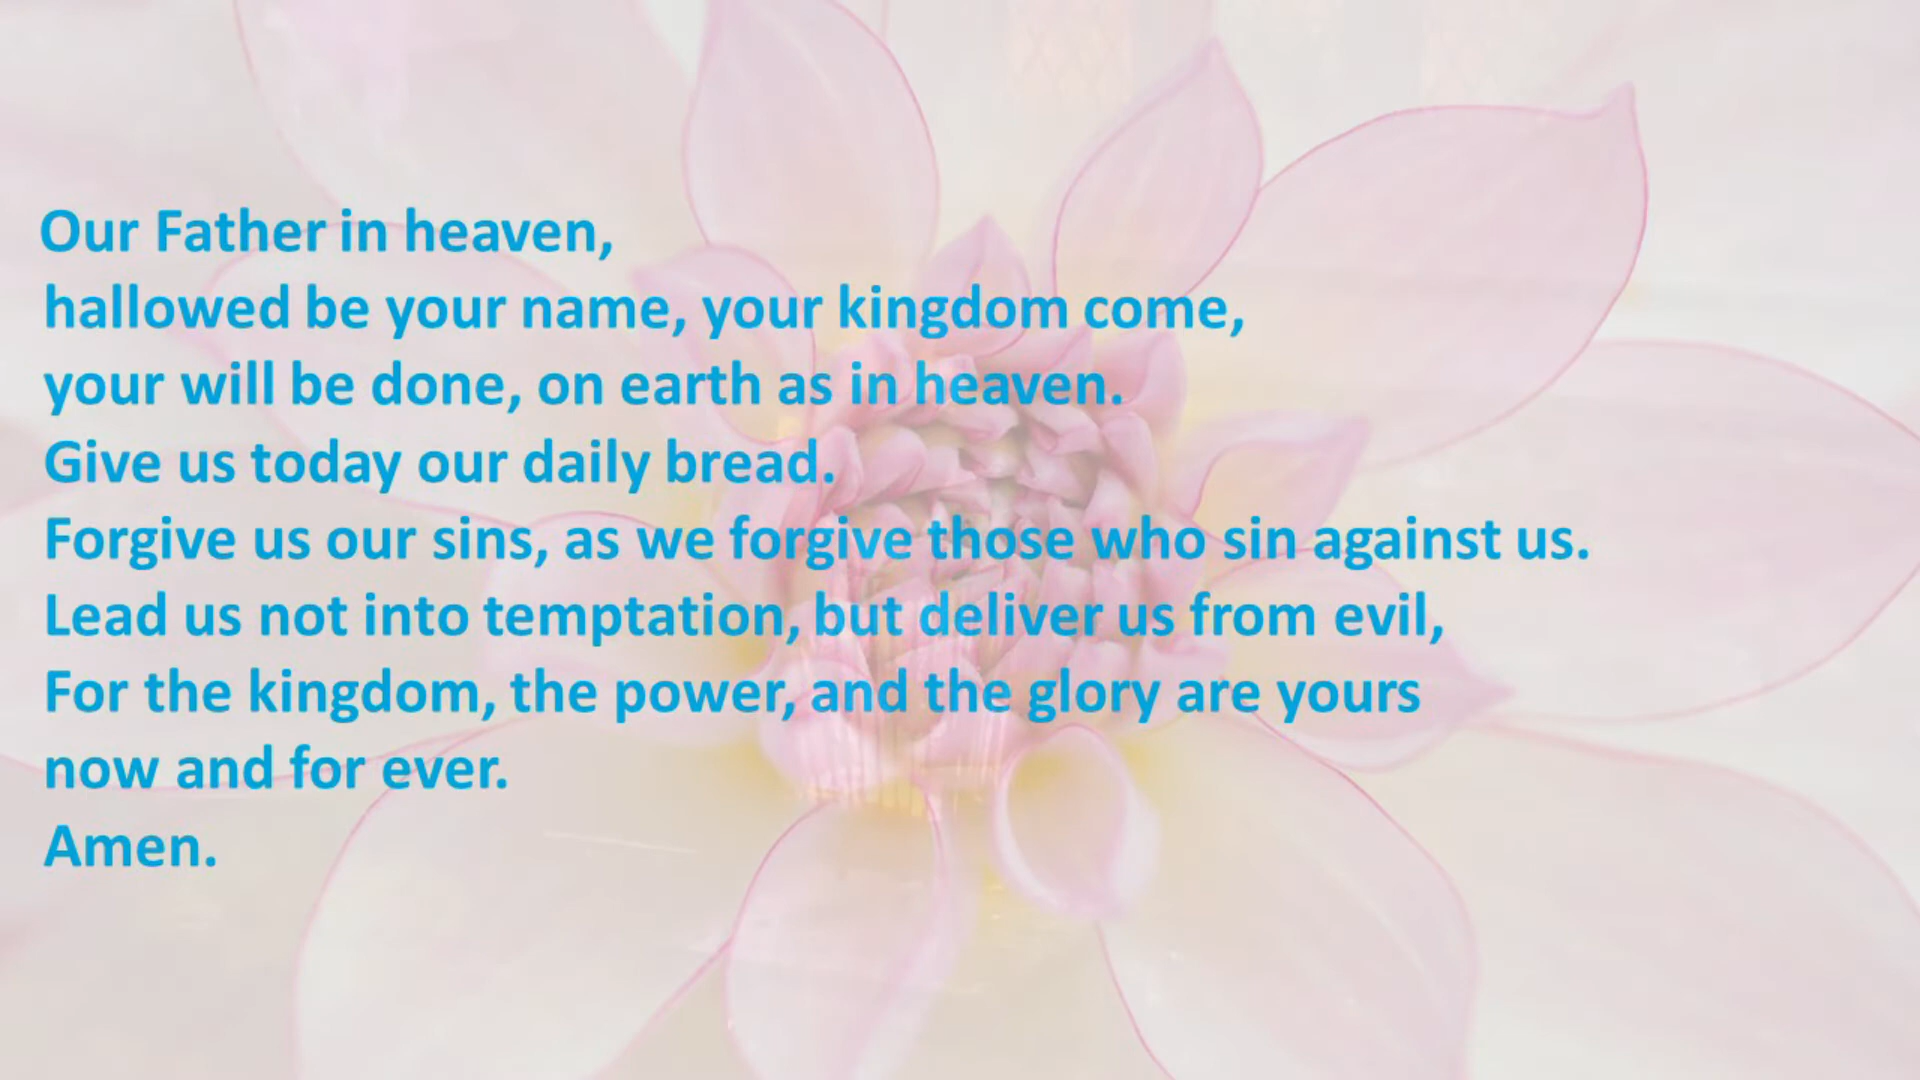 Our Father in heaven,
hallowed be your name, your kingdom come,
your will be done, on earth as in heaven.
Give us today our daily bread.
Forgive us our sins, as we forgive those who sin against us.
Lead us not into temptation, but deliver us from evil,
For the kingdom, the power, and the glory are yours
now and for ever.
Amen.